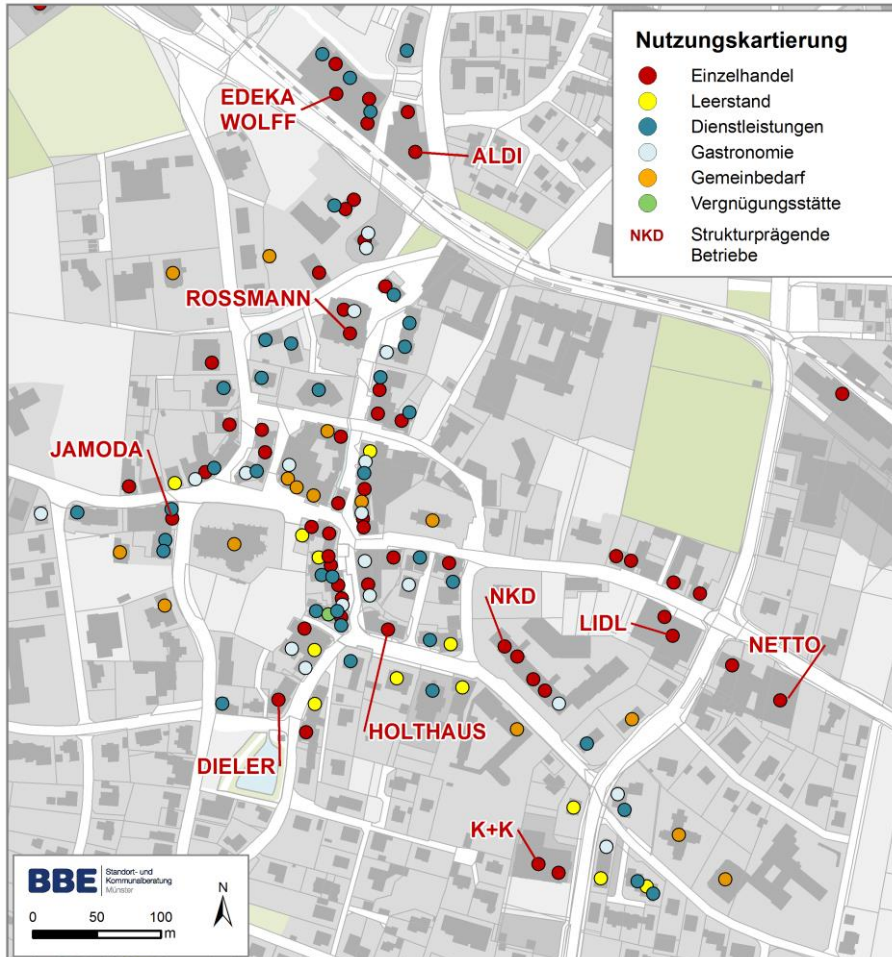 Nutzungskartierung
Einzelhandel
Leerstand
Dienstleistungen
Gastronomie
Gemeinbedarf
Vergnügungsstätte
NKD Strukturprägende
Betriebe
EDEKA
WOLFF
ALDI
ROSSMANN
JAMODA
NKD
LIDL
NETTO
HOLTHAUS
DIELER
K+K
BBE Standort- und
Kommunalberatung
Münster
N
0 50 100
m